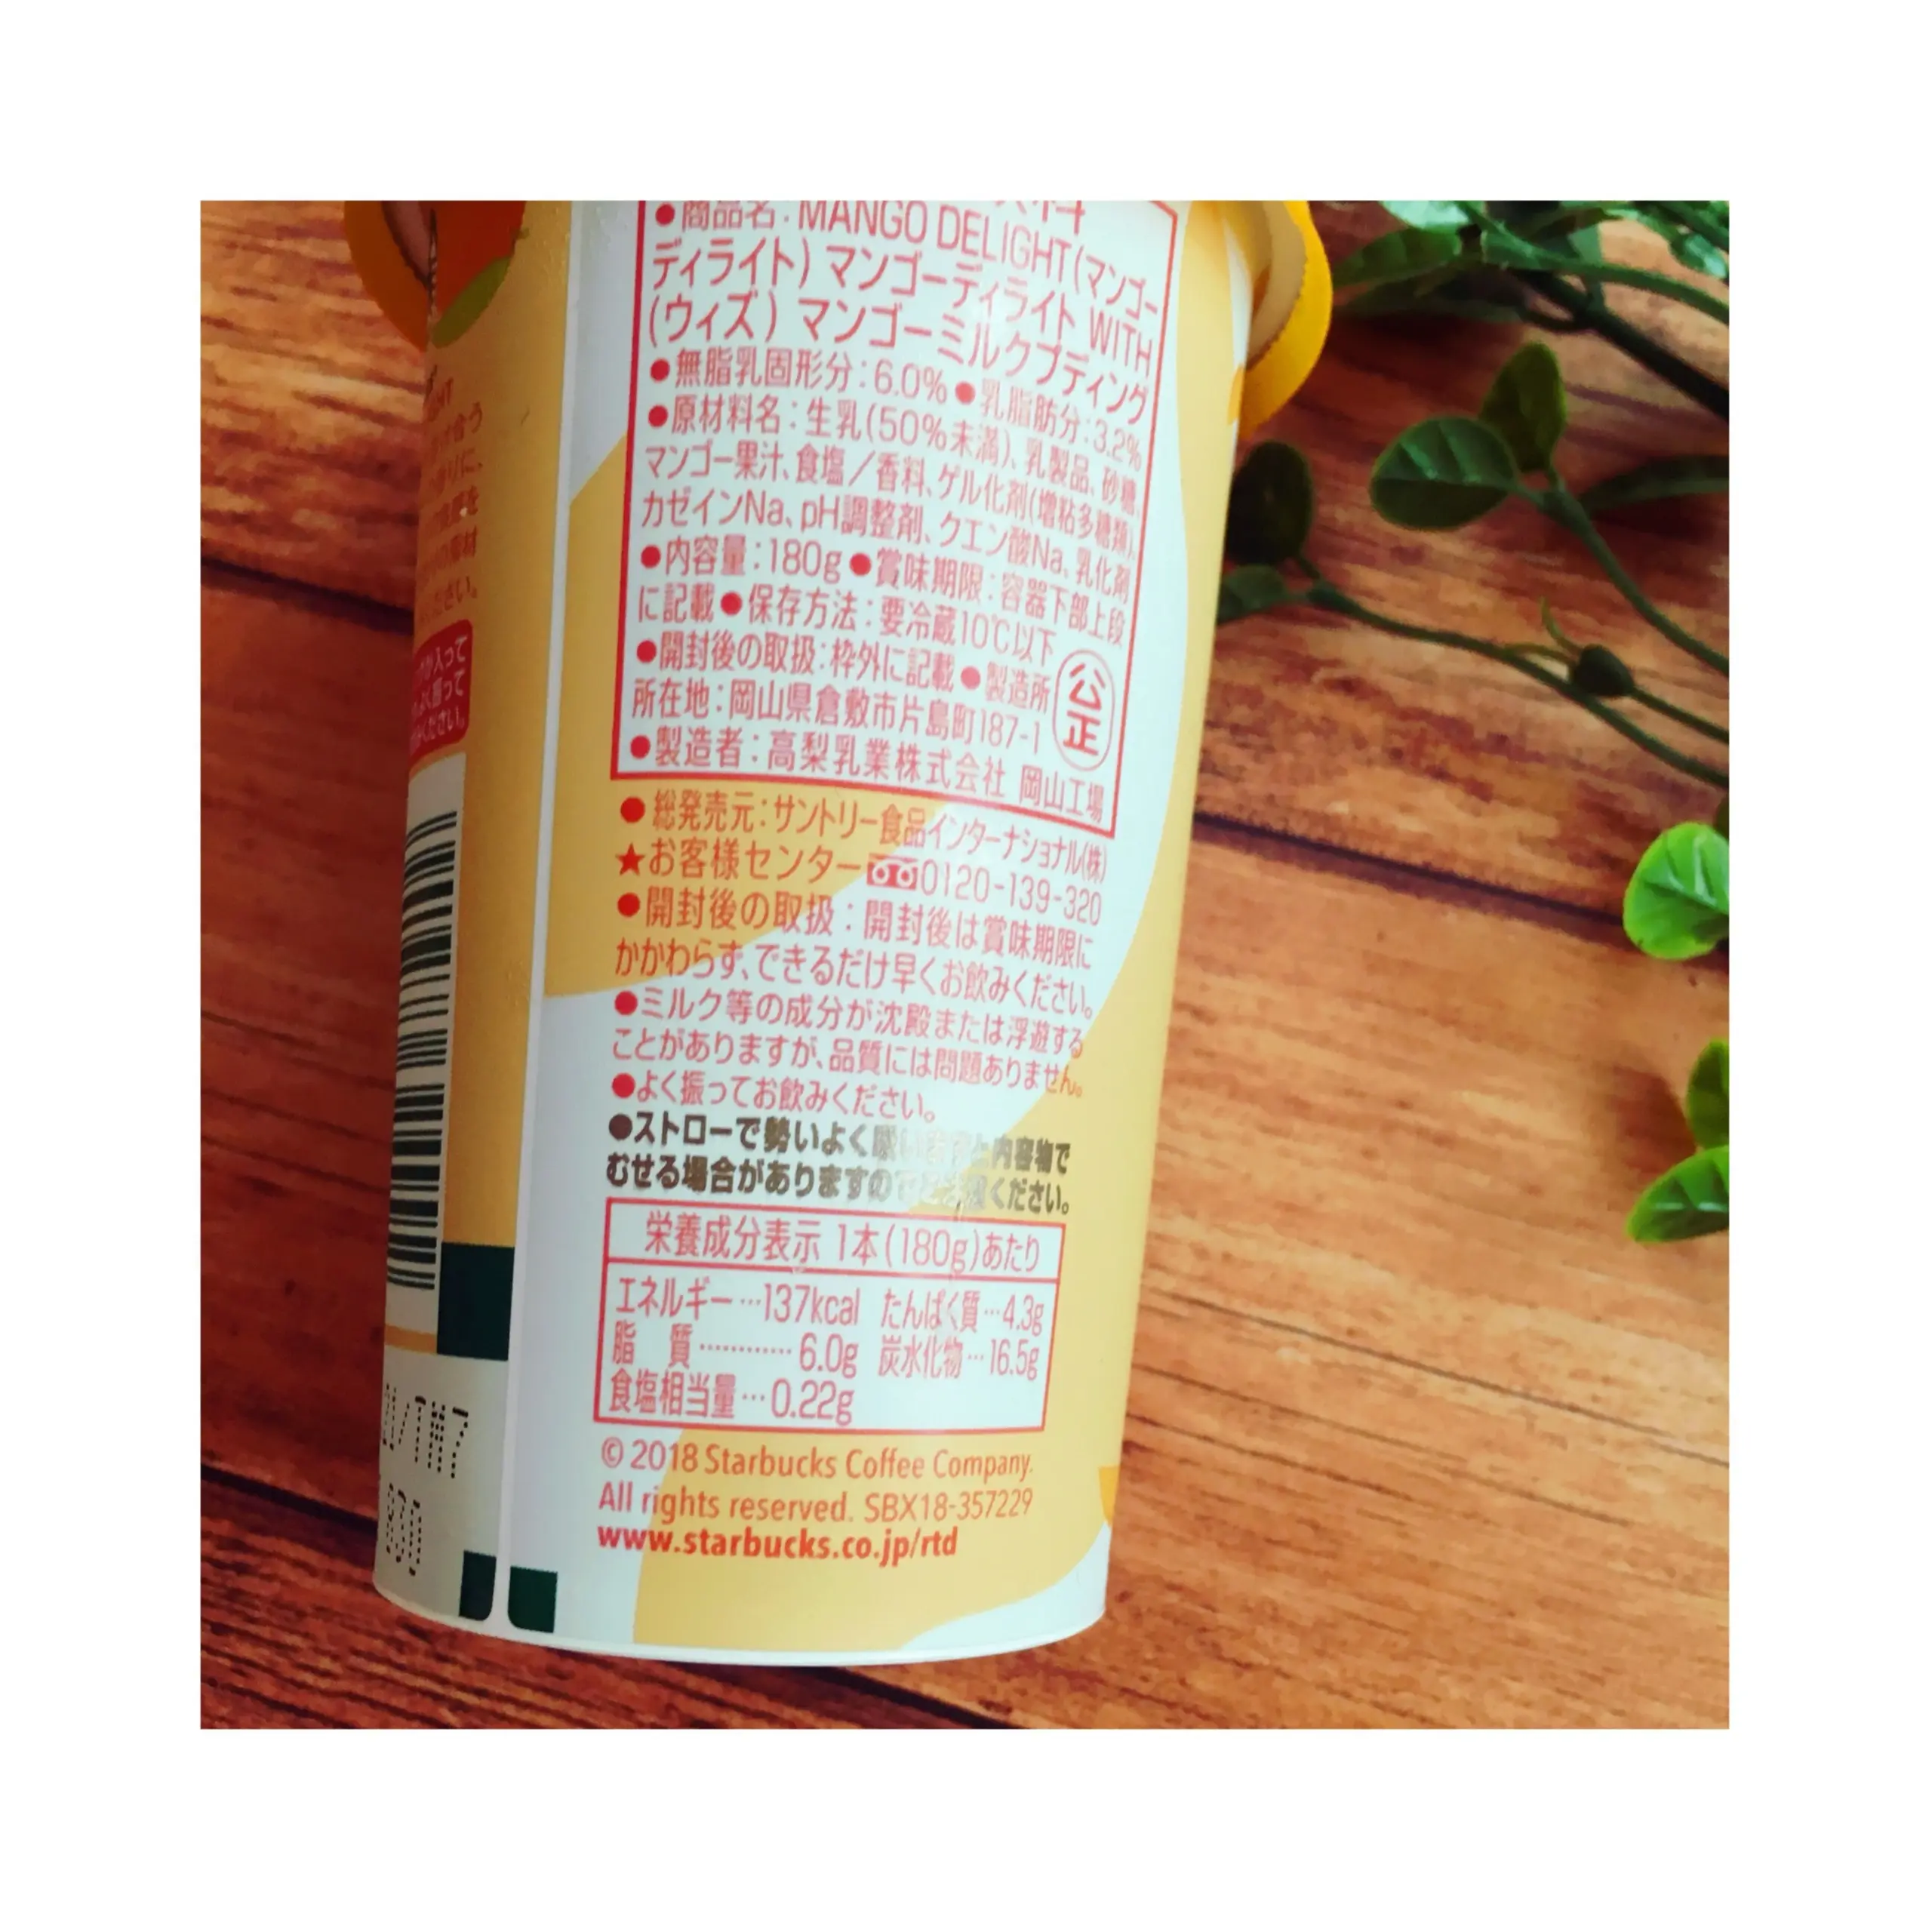 ●商品名:MANGO DELIGHT(マンゴー
ディライト) マンゴーディライト WITH
(ウィズ) マンゴーミルクプディング
●無脂乳固形分:6.0%●乳脂肪分:3.2%
●原材料名:生乳(50%未満)、乳製品、砂糖、
マンゴー果汁、食塩/香料、ゲル化剤(増粘多糖類)、
カゼインNa、pH調整剤、クエン酸Na、乳化剤
●内容量:180g●賞味期限:容器下部上段
に記載●保存方法:要冷蔵10℃以下
●開封後の取扱:枠外に記載●製造所
所在地:岡山県倉敷市片島町187-1
●製造者:高梨乳業株式会社 岡山工場
公正
●総発売元:サントリー食品インターナショナル(株)
★お客様センター 0120-139-320
●開封後の取扱:開封後は賞味期限に
かかわらず、できるだけ早くお飲みください。
●ミルク等の成分が沈殿または浮遊する
ことがありますが、品質には問題ありません。
●よく振ってお飲みください。
●ストローで勢いよく と内容物で
むせる場合がありますので ください。
栄養成分表示 1本(180g)あたり
エネルギー…137kcal たんぱく質…4.3g
脂 質…………6.0g 炭水化物…16.5g
食塩相当量…0.22g
© 2018 Starbucks Coffee Company.
All rights reserved. SBX18-357229
www.starbucks.co.jp/rtd
合う
入って
振って
ください。